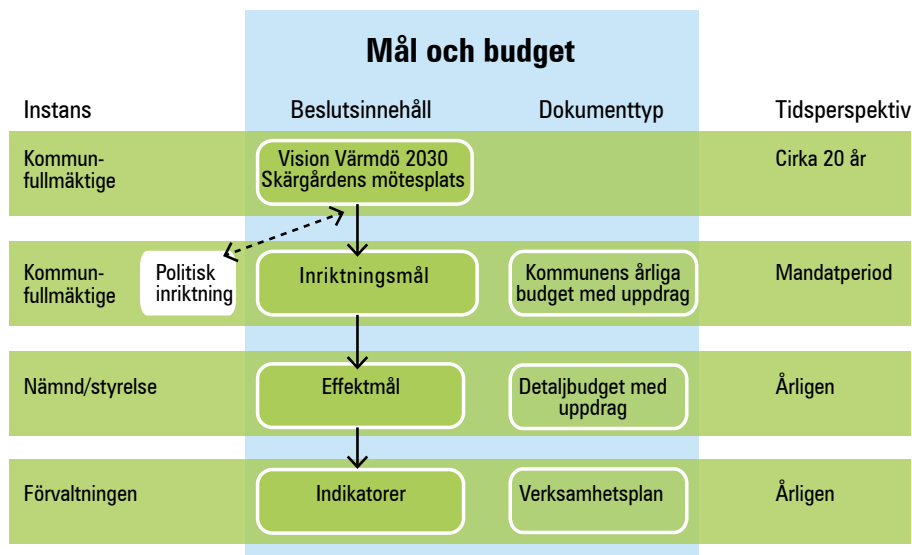 Mål och budget
Instans Beslutsinnehåll Dokumenttyp Tidsperspektiv
Kommun-
fullmäktige
Vision Värmdö 2030
Skärgårdens mötesplats
Cirka 20 år
Kommun-
fullmäktige
Politisk
inriktning
Inriktningsmål
Kommunens årliga
budget med uppdrag
Mandatperiod
Nämnd/styrelse
Effektmål
Detaljbudget med
uppdrag
Årligen
Förvaltningen
Indikatorer
Verksamhetsplan
Årligen